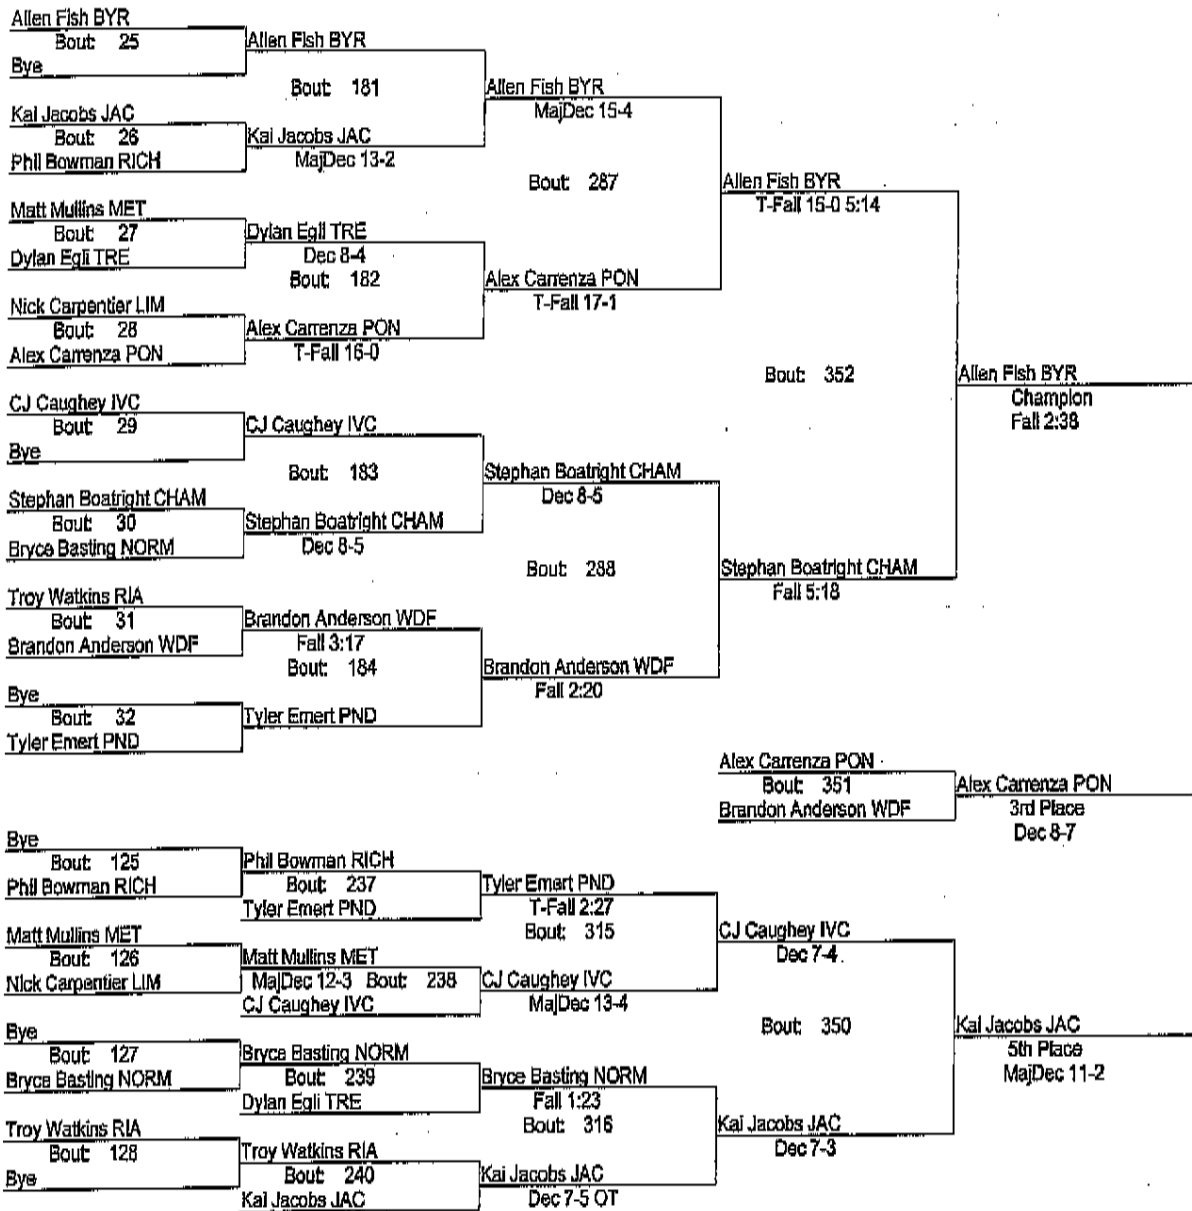 Allen Fish BYR
Bout: 25
Bye
Allen Fish BYR
Bout: 181
Kai Jacobs JAC
Bout: 26
Phil Bowman RICH
Kai Jacobs JAC
MajDec 13-2
Allen Fish BYR
MajDec 15-4
Bout: 287
Matt Mullins MET
Bout: 27
Dylan Egli TRE
Dylan Egli TRE
Dec 8-4
Bout: 182
Nick Carpentier LIM
Bout: 28
Alex Carrenza PON
Alex Carrenza PON
T-Fall 16-0
Alex Carrenza PON
T-Fall 17-1
Allen Fish BYR
T-Fall 15-0 5:14
Bout: 352
CJ Caughey IVC
Bout: 29
Bye
CJ Caughey IVC
Bout: 183
Stephan Boatright CHAM
Bout: 30
Bryce Basting NORM
Stephan Boatright CHAM
Dec 8-5
Stephan Boatright CHAM
Dec 8-5
Bout: 288
Troy Watkins RIA
Bout: 31
Brandon Anderson WDF
Brandon Anderson WDF
Fall 3:17
Bout: 184
Bye
Bout: 32
Tyler Emert PND
Tyler Emert PND
Brandon Anderson WDF
Fall 2:20
Stephan Boatright CHAM
Fall 5:18
Allen Fish BYR
Champion
Fall 2:38
Alex Carrenza PON
Bout: 351
Brandon Anderson WDF
Alex Carrenza PON
3rd Place
Dec 8-7
Bye
Bout: 125
Phil Bowman RICH
Phil Bowman RICH
Bout: 237
Tyler Emert PND
Tyler Emert PND
T-Fall 2:27
Bout: 315
Matt Mullins MET
Bout: 126
Nick Carpentier LIM
Matt Mullins MET
MajDec 12-3 Bout: 238
CJ Caughey IVC
CJ Caughey IVC
MajDec 13-4
CJ Caughey IVC
Dec 7-4
Bout: 350
Bye
Bout: 127
Bryce Basting NORM
Bryce Basting NORM
Bout: 239
Dylan Egli TRE
Bryce Basting NORM
Fall 1:23
Bout: 316
Troy Watkins RIA
Bout: 128
Bye
Troy Watkins RIA
Bout: 240
Kai Jacobs JAC
Kai Jacobs JAC
Dec 7-5 OT
Kai Jacobs JAC
Dec 7-3
Kai Jacobs JAC
5th Place
MajDec 11-2